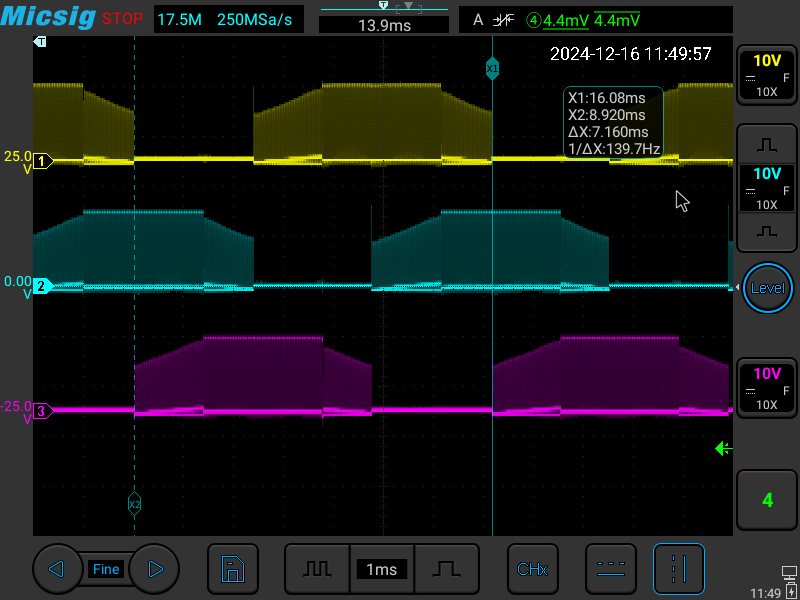 Micsig STOP 17.5M 250MSa/s 13.9ms A 4 4.4mV 4.4mV
T
T
2024-12-16 11:49:57
X1
X1:16.08ms
X2:8.920ms
ΔX:7.160ms
1/ΔX:139.7Hz
25.0
V
1
0.00
V
2
-25.0
V
3
X2
10V
F
10X
10V
F
10X
Level
10V
F
10X
4
Fine
1ms
CHx
11:49